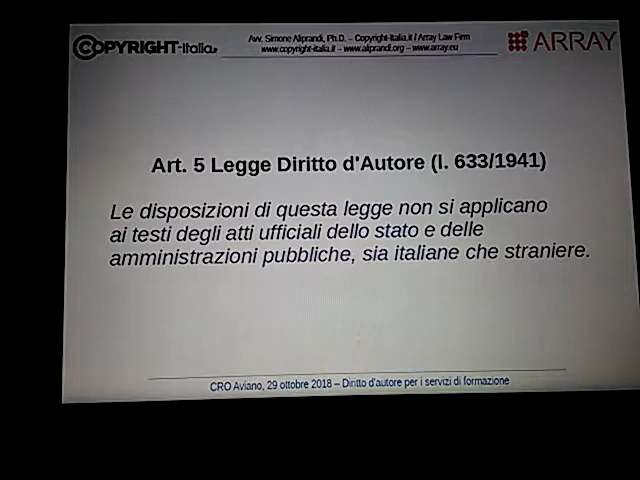 COPYRIGHT-Italia.it
Avv. Simone Aliprandi, Ph.D. – Copyright-Italia.it / Array Law Firm
www.copyright-italia.it – www.aliprandi.org – www.array.eu
ARRAY
Art. 5 Legge Diritto d'Autore (l. 633/1941)
Le disposizioni di questa legge non si applicano
ai testi degli atti ufficiali dello stato e delle
amministrazioni pubbliche, sia italiane che straniere.
CRO Aviano, 29 ottobre 2018 – Diritto d'autore per i servizi di formazione